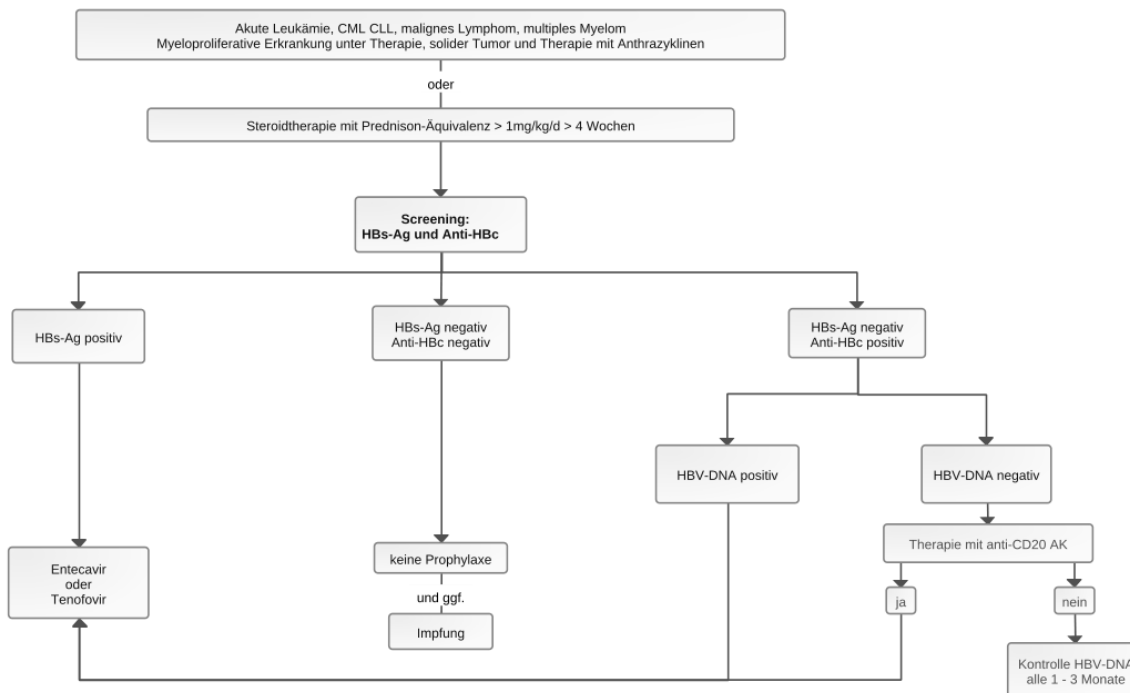 Akute Leukämie, CML CLL, malignes Lymphom, multiples Myelom
Myeloproliferative Erkrankung unter Therapie, solider Tumor und Therapie mit Anthrazyklinen
oder
Steroidtherapie mit Prednison-Äquivalenz > 1mg/kg/d > 4 Wochen
Screening:
HBs-Ag und Anti-HBc
HBs-Ag positiv
HBs-Ag negativ
Anti-HBc negativ
HBs-Ag negativ
Anti-HBc positiv
HBV-DNA positiv
HBV-DNA negativ
Therapie mit anti-CD20 AK
Entecavir
oder
Tenofovir
keine Prophylaxe
und ggf.
Impfung
ja
nein
Kontrolle HBV-DNA
alle 1 - 3 Monate